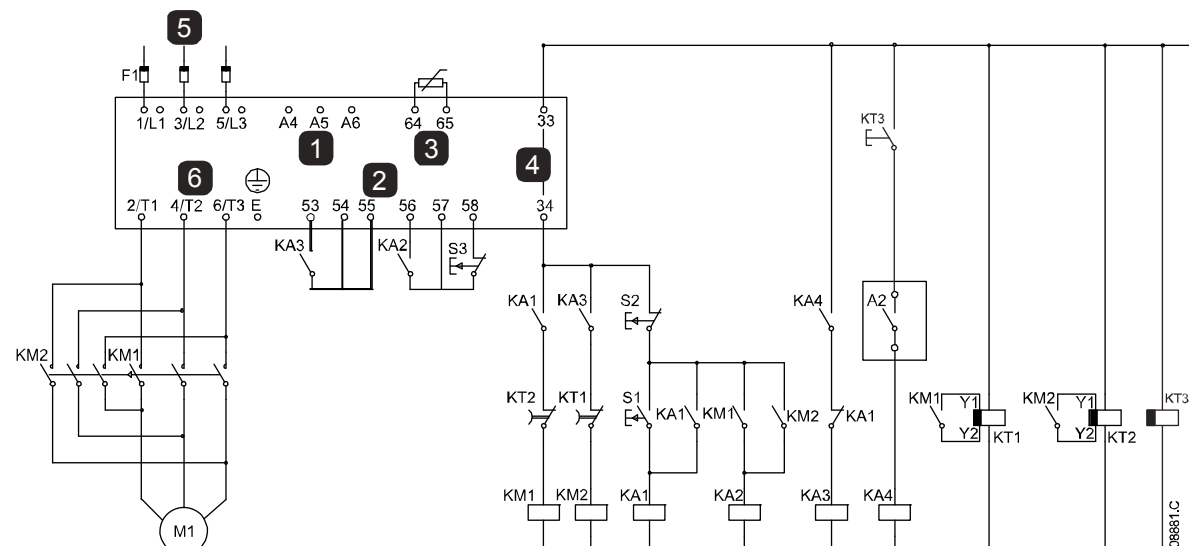 5
F1
1/L1 3/L2 5/L3 A4 A5 A6 64 65 33
KT3
1 3
2 4
6
2/T1 4/T2 6/T3 E 53 54 55 56 57 58 34
KA3 KA2 S3
KA1 KA3 S2 KA4 A2
KM2 KM1
KT2 KT1 S1 KA1 KM1 KM2 KA1 KM1 Y1 KM2 Y1 KT3
Y2 KT1 Y2 KT2
KM1 KM2 KA1 KA2 KA3 KA4
M1
08881.C